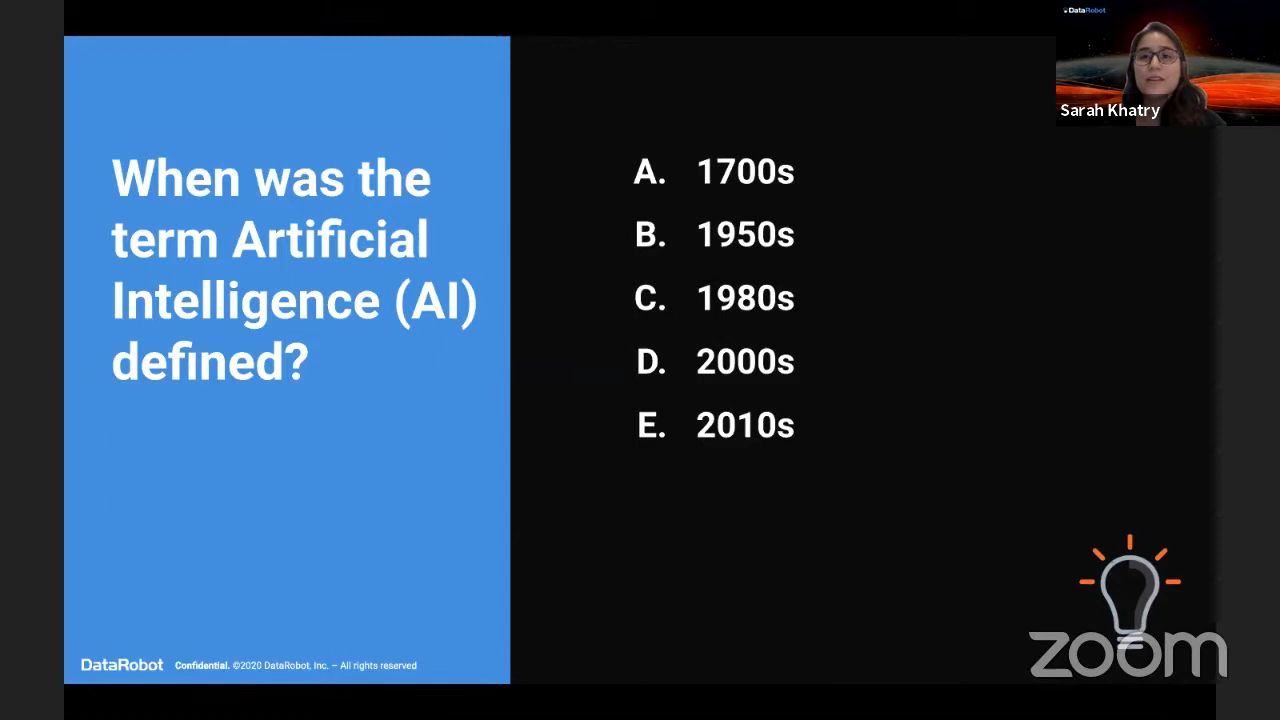 When was the
term Artificial
Intelligence (AI)
defined?
A. 1700s
B. 1950s
C. 1980s
D. 2000s
E. 2010s
DataRobot
Sarah Khatry
DataRobot Confidential. ©2020 DataRobot, Inc. – All rights reserved
zoom